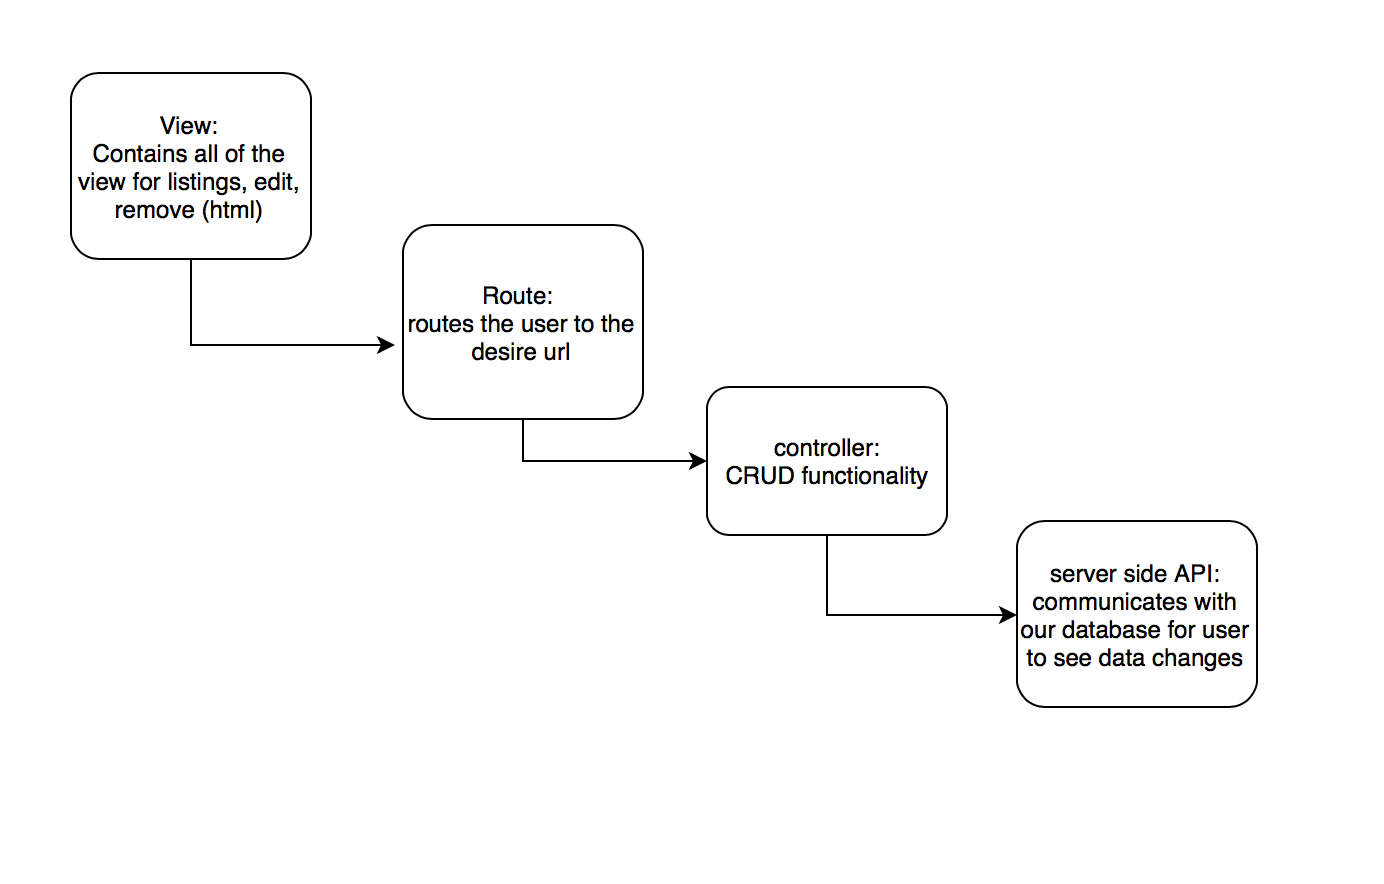 View:
Contains all of the
view for listings, edit,
remove (html)
Route:
routes the user to the
desire url
controller:
CRUD functionality
server side API:
communicates with
our database for user
to see data changes